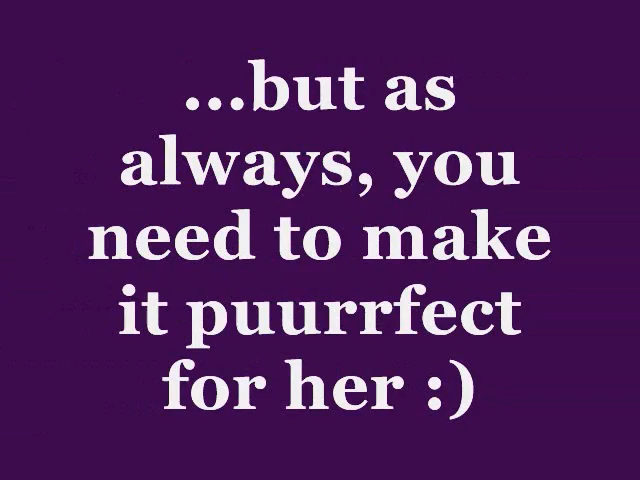 ...but as
always, you
need to make
it puurrfect
for her :)